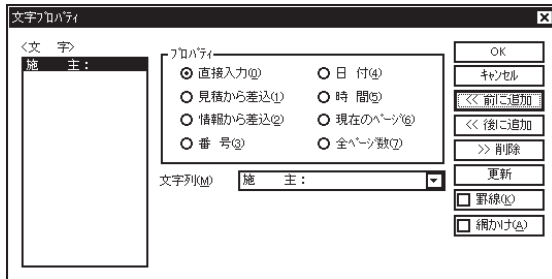 文字プロパティ
<文　字>
施　主：
プロパティ
直接入力(0)
見積から差込(1)
情報から差込(2)
番　号(3)
日　付(4)
時　間(5)
現在のページ(6)
全ページ数(7)
文字列(M)
施　主：
OK
キャンセル
<< 前に追加
<< 後に追加
>> 削除
更新
罫線(K)
網かけ(A)